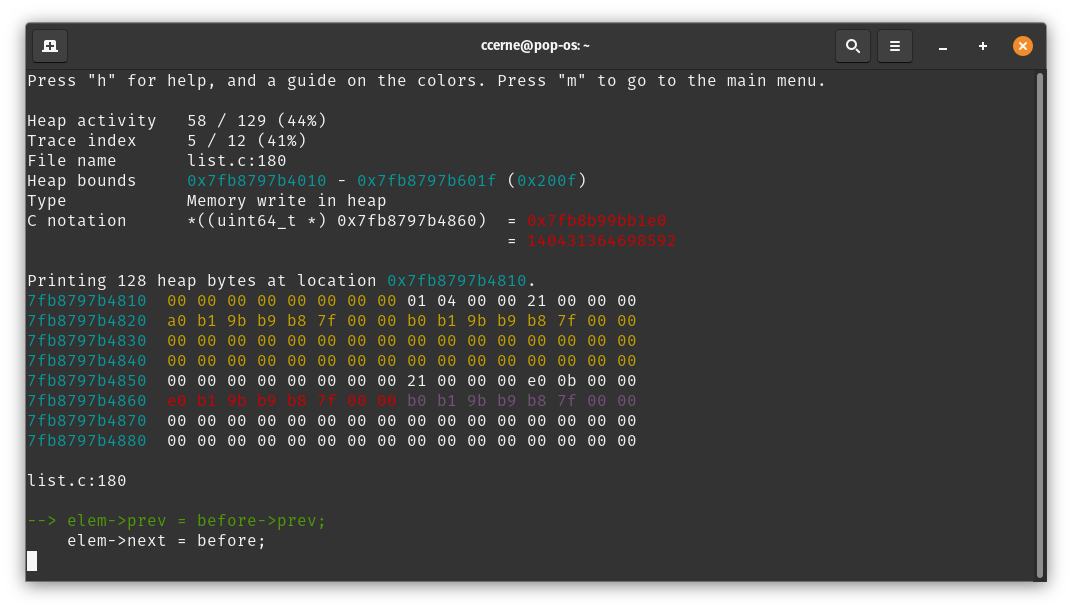 ccerne@pop-os: ~
Press "h" for help, and a guide on the colors. Press "m" to go to the main menu.
Heap activity   58 / 129 (44%)
Trace index     5 / 12 (41%)
File name       list.c:180
Heap bounds     0x7fb8797b4010 - 0x7fb8797b601f (0x200f)
Type            Memory write in heap
C notation      *((uint64_t *) 0x7fb8797b4860)  = 0x7fb8b99bb1e0
= 140431364698592
Printing 128 heap bytes at location 0x7fb8797b4810.
7fb8797b4810  00 00 00 00 00 00 00 00 01 04 00 00 21 00 00 00
7fb8797b4820  a0 b1 9b b9 b8 7f 00 00 b0 b1 9b b9 b8 7f 00 00
7fb8797b4830  00 00 00 00 00 00 00 00 00 00 00 00 00 00 00 00
7fb8797b4840  00 00 00 00 00 00 00 00 00 00 00 00 00 00 00 00
7fb8797b4850  00 00 00 00 00 00 00 00 21 00 00 00 e0 0b 00 00
7fb8797b4860  e0 b1 9b b9 b8 7f 00 00 b0 b1 9b b9 b8 7f 00 00
7fb8797b4870  00 00 00 00 00 00 00 00 00 00 00 00 00 00 00 00
7fb8797b4880  00 00 00 00 00 00 00 00 00 00 00 00 00 00 00 00
list.c:180
--> elem->prev = before->prev;
elem->next = before;